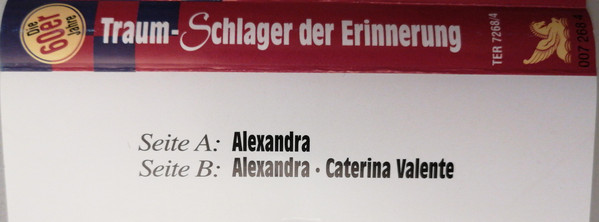 Die
60er
Jahre
Traum-Schlager der Erinnerung
TER 7268/4
007 268 4
Seite A: Alexandra
Seite B: Alexandra · Caterina Valente